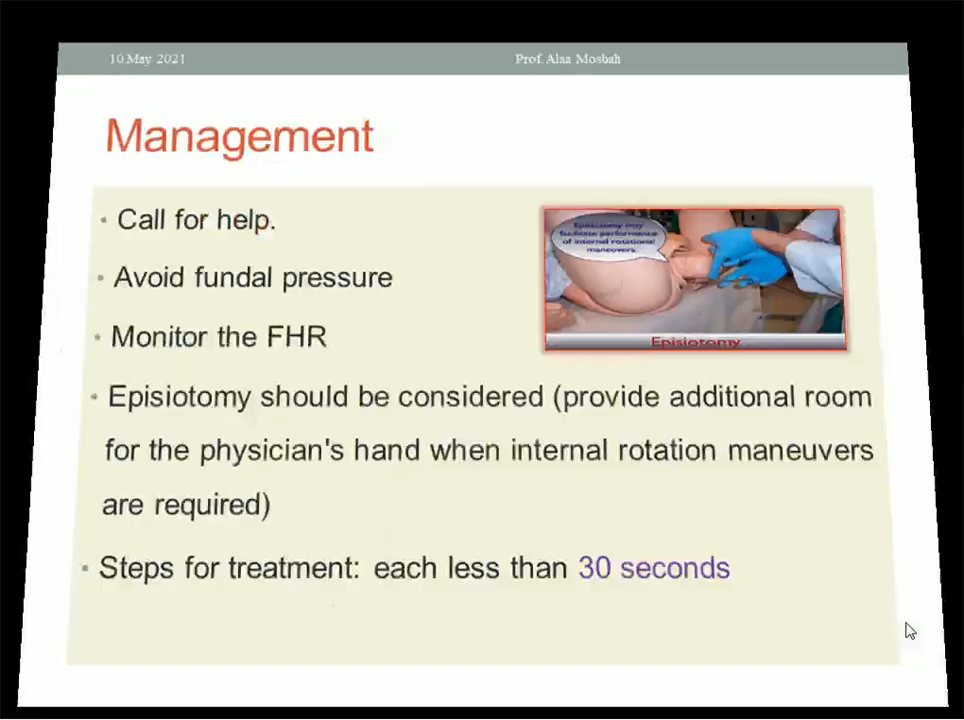 10 May 2021
Prof. Alaa Mosbah
Management
• Call for help.
• Avoid fundal pressure
• Monitor the FHR
Episiotomy may
facilitate performance
of internal rotational
maneuvers.
Episiotomy
• Episiotomy should be considered (provide additional room
for the physician's hand when internal rotation maneuvers
are required)
• Steps for treatment: each less than 30 seconds